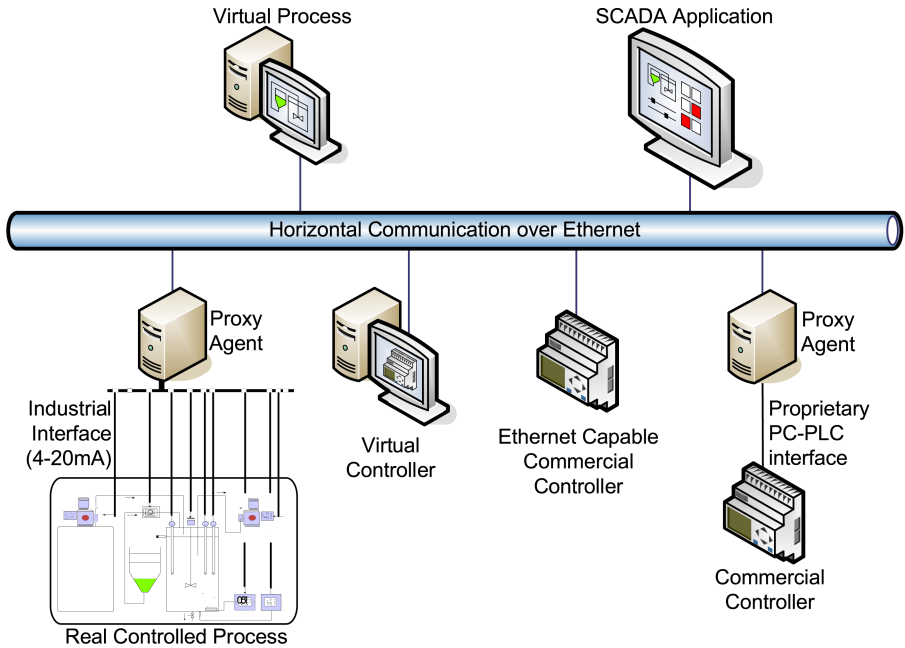 Virtual Process
SCADA Application
Horizontal Communication over Ethernet
Proxy
Agent
Proxy
Agent
Industrial
Interface
(4-20mA)
Virtual
Controller
Ethernet Capable
Commercial
Controller
Proprietary
PC-PLC
interface
Commercial
Controller
Real Controlled Process